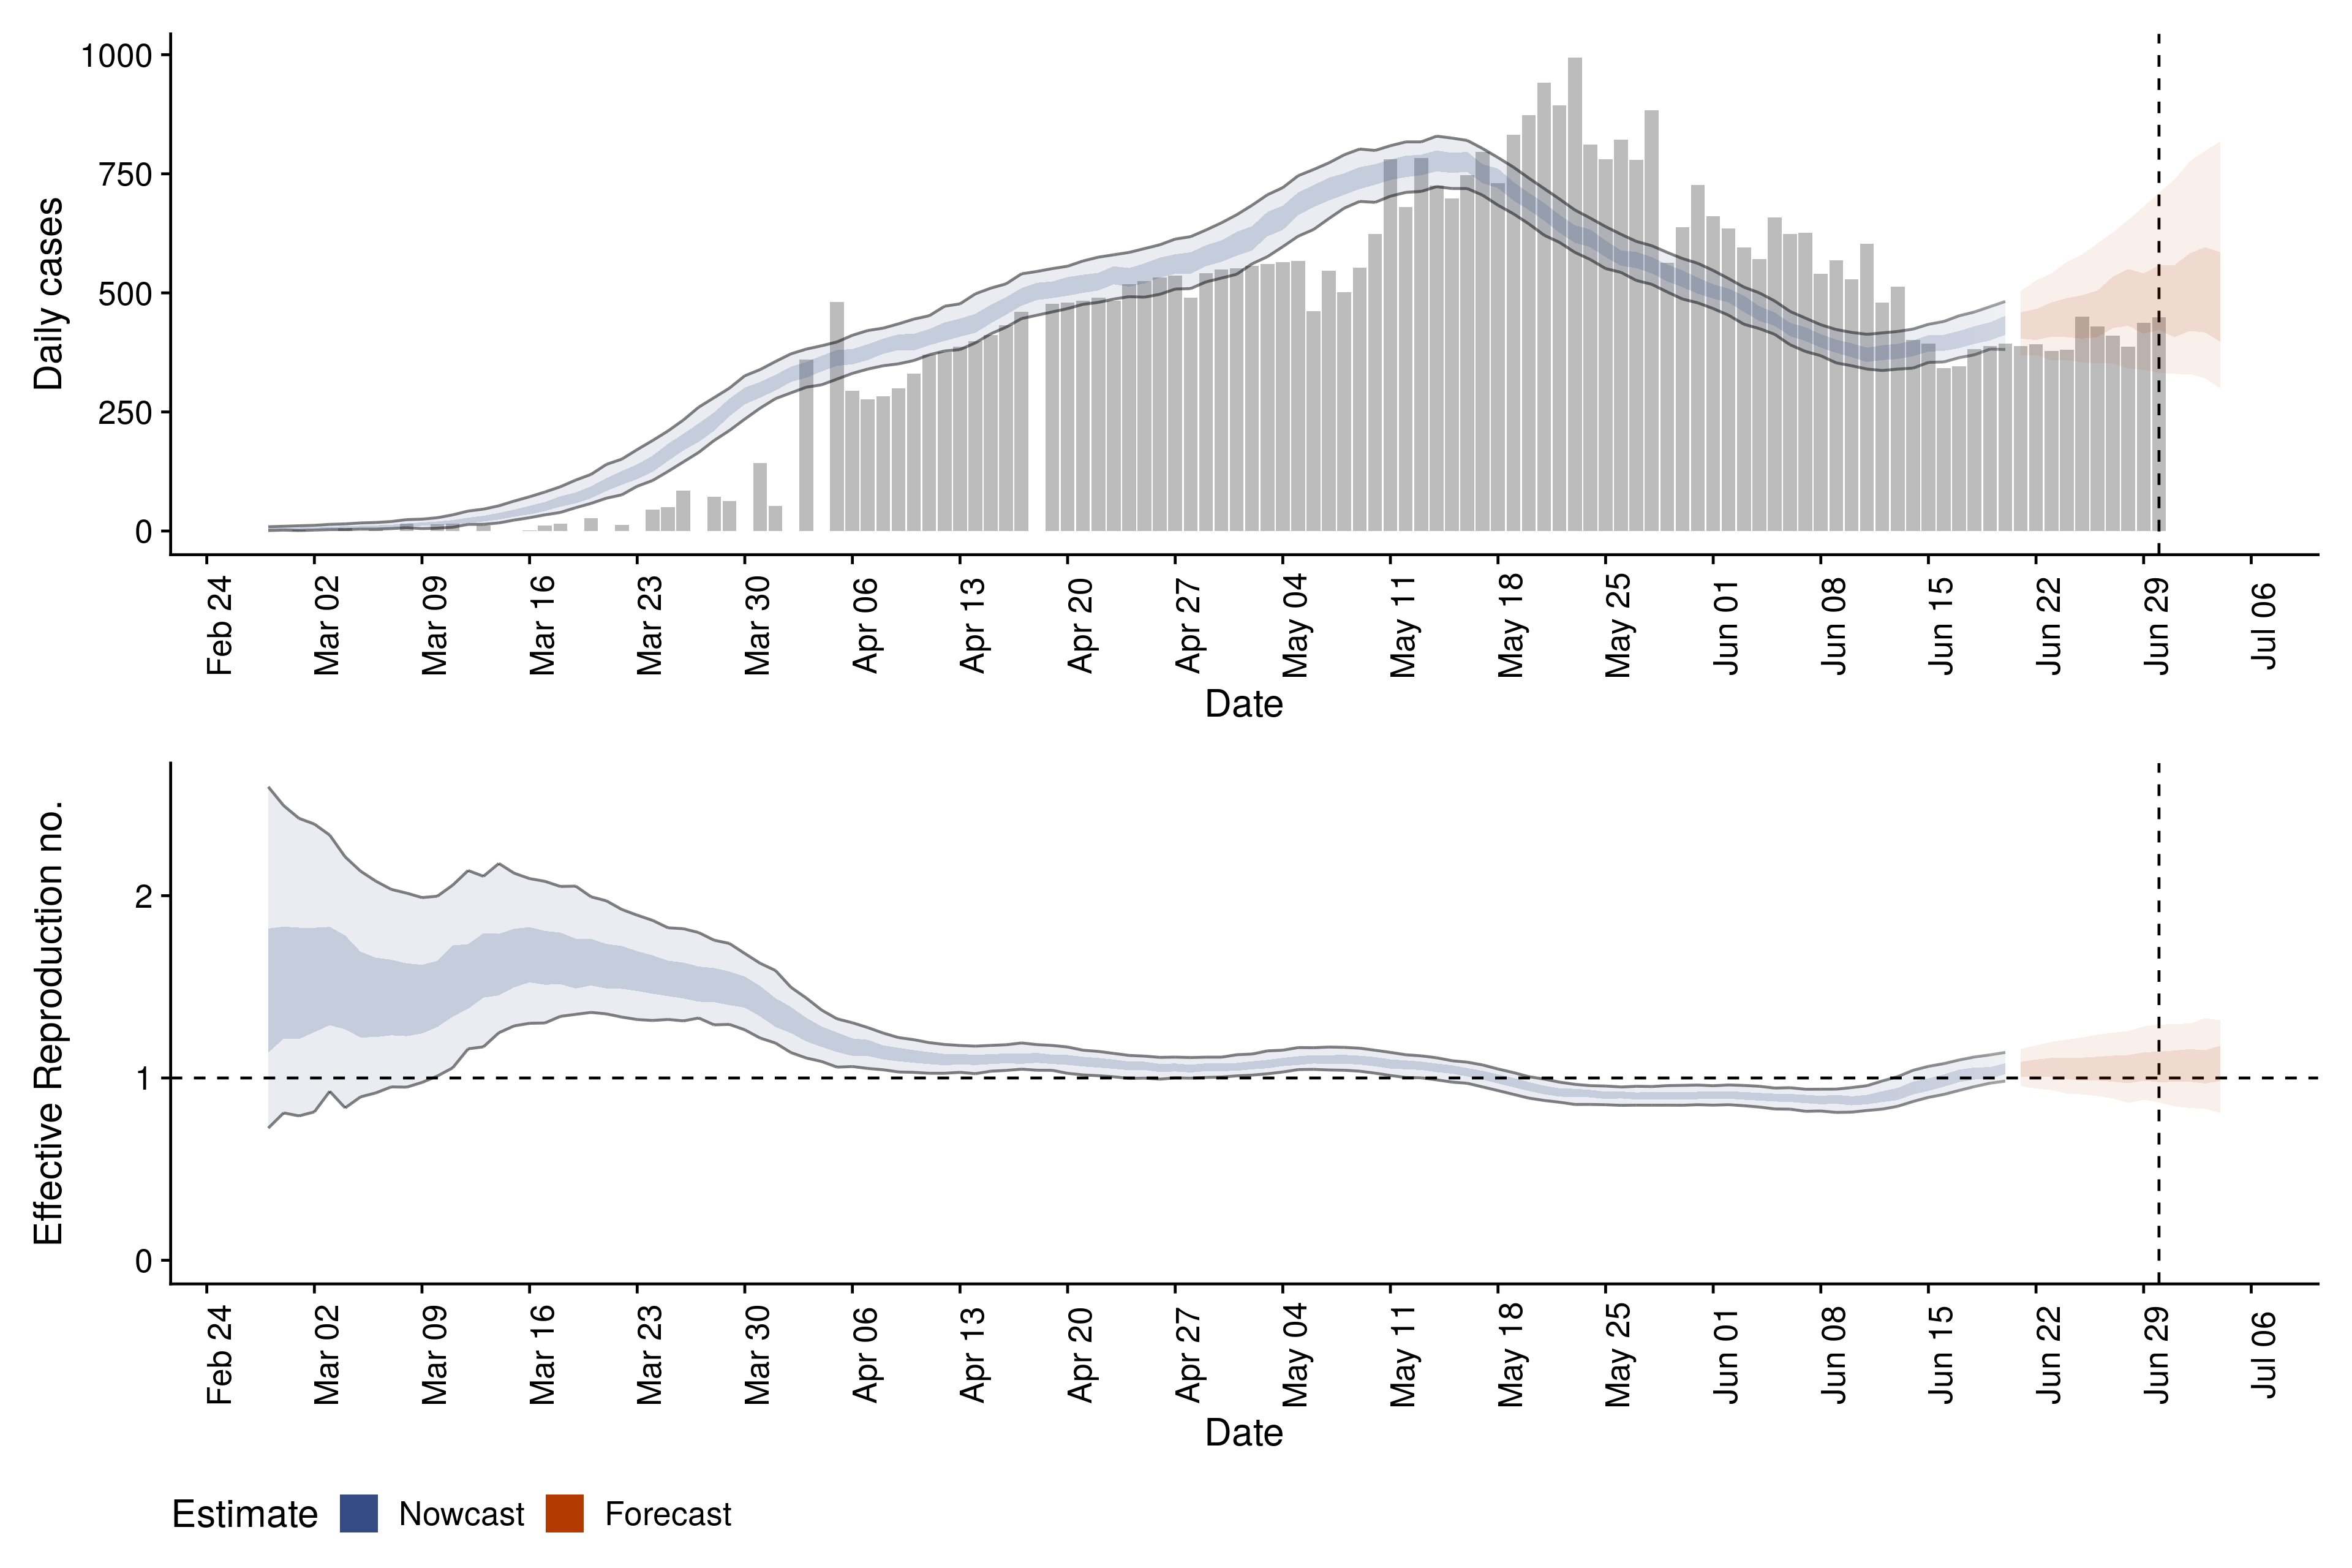 Daily cases
1000
750
500
250
0
Feb 24
Mar 02
Mar 09
Mar 16
Mar 23
Mar 30
Apr 06
Apr 13
Apr 20
Apr 27
May 04
May 11
May 18
May 25
Jun 01
Jun 08
Jun 15
Jun 22
Jun 29
Jul 06
Date
Effective Reproduction no.
2
1
0
Feb 24
Mar 02
Mar 09
Mar 16
Mar 23
Mar 30
Apr 06
Apr 13
Apr 20
Apr 27
May 04
May 11
May 18
May 25
Jun 01
Jun 08
Jun 15
Jun 22
Jun 29
Jul 06
Date
Estimate Nowcast Forecast